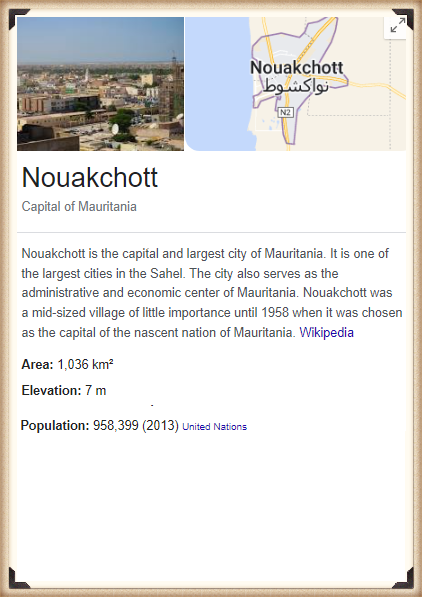 Nouakchott
نواكشوط
N2
Nouakchott
Capital of Mauritania
Nouakchott is the capital and largest city of Mauritania. It is one of
the largest cities in the Sahel. The city also serves as the
administrative and economic center of Mauritania. Nouakchott was
a mid-sized village of little importance until 1958 when it was chosen
as the capital of the nascent nation of Mauritania. Wikipedia
Area: 1,036 km²
Elevation: 7 m
Population: 958,399 (2013) United Nations